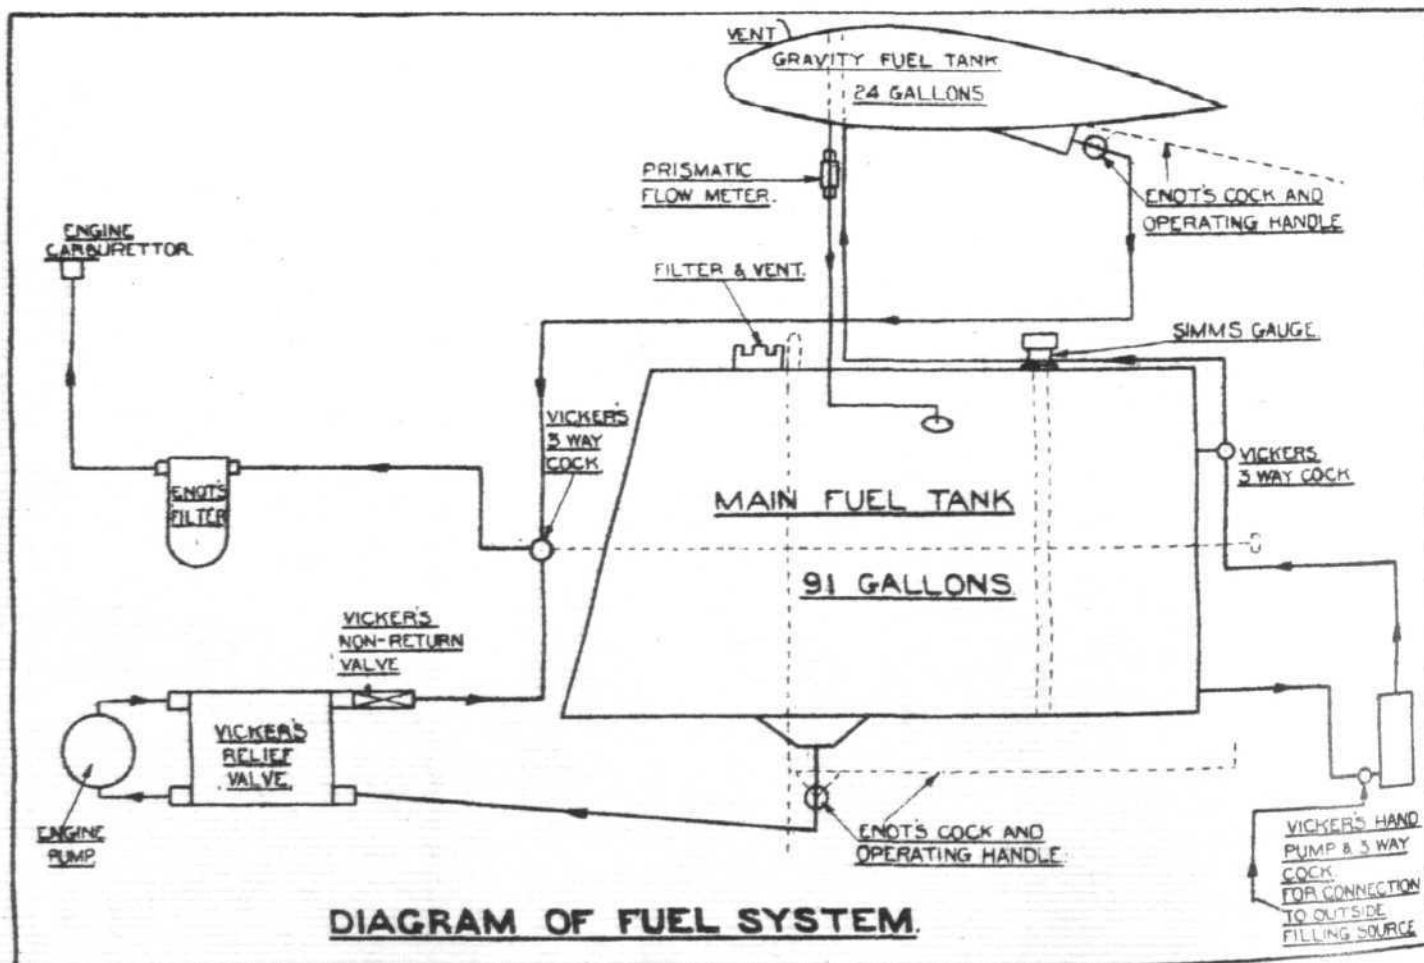 VENT
GRAVITY FUEL TANK
24 GALLONS
PRISMATIC
FLOW METER.
ENOT'S COCK AND
OPERATING HANDLE
ENGINE
CARBURETTOR
FILTER & VENT.
SIMMS GAUGE.
VICKER'S
3 WAY
COCK
VICKERS
3 WAY COCK
ENOT'S
FILTER
MAIN FUEL TANK
91 GALLONS
VICKER'S
NON-RETURN
VALVE
VICKER'S
RELIEF
VALVE.
ENGINE
PUMP
ENOT'S COCK AND
OPERATING HANDLE.
VICKER'S HAND
PUMP & 3 WAY
COCK.
FOR CONNECTION
TO OUTSIDE
FILLING SOURCE
DIAGRAM OF FUEL SYSTEM.